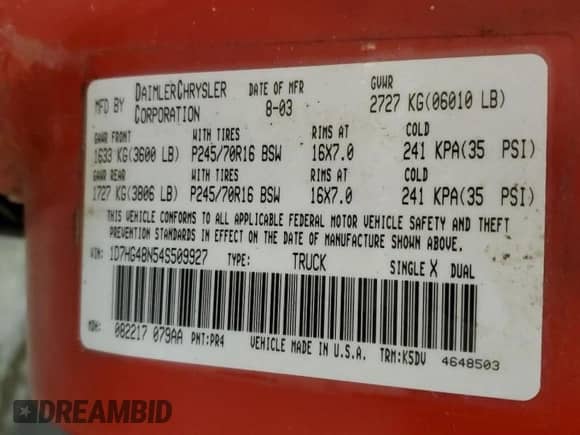 MFD BY DAIMLERCHRYSLER CORPORATION DATE OF MFR 8-03 GVWR 2727 KG(06010 LB)
GAWR FRONT WITH TIRES RIMS AT COLD
1633 KG(3600 LB) P245/70R16 BSW 16X7.0 241 KPA(35 PSI)
GAWR REAR WITH TIRES RIMS AT COLD
1727 KG(3806 LB) P245/70R16 BSW 16X7.0 241 KPA(35 PSI)
THIS VEHICLE CONFORMS TO ALL APPLICABLE FEDERAL MOTOR VEHICLE SAFETY AND THEFT
PREVENTION STANDARDS IN EFFECT ON THE DATE OF MANUFACTURE SHOWN ABOVE.
VIN: 1D7HG48N54S509927 TYPE: TRUCK SINGLE X DUAL
MDH: 082217 079AA PNT:PR4 VEHICLE MADE IN U.S.A. TRM:K5DV 4648503
DREAMBID